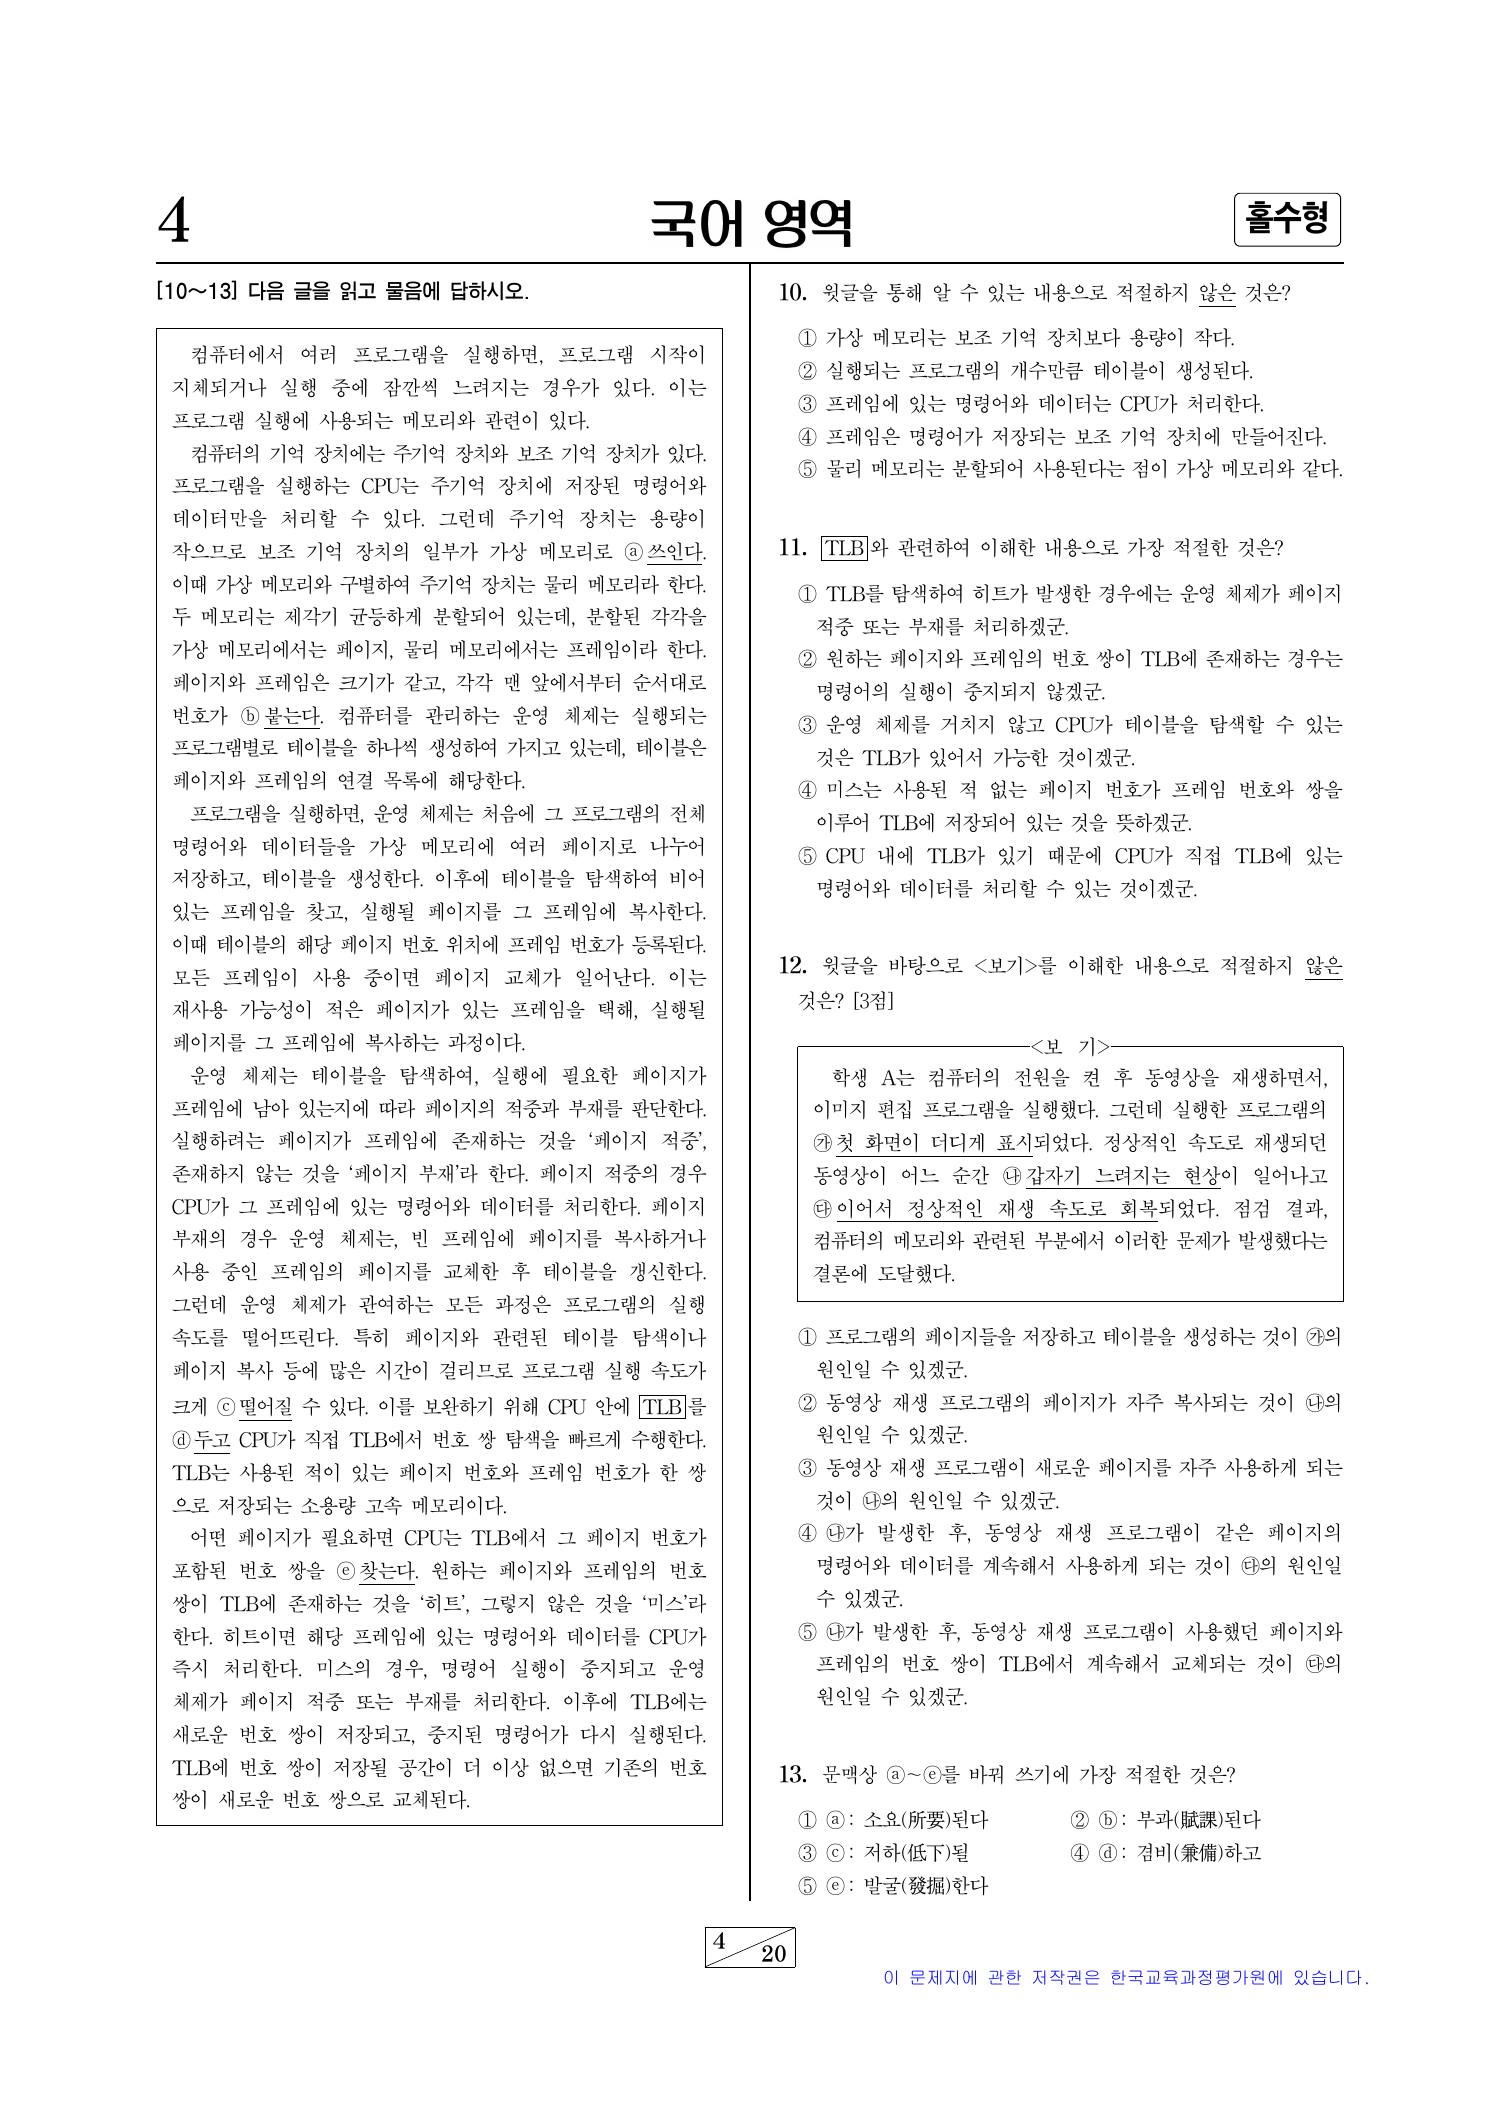 4
국어 영역
홀수형
[10~13] 다음 글을 읽고 물음에 답하시오.
컴퓨터에서 여러 프로그램을 실행하면, 프로그램 시작이
지체되거나 실행 중에 잠깐씩 느려지는 경우가 있다. 이는
프로그램 실행에 사용되는 메모리와 관련이 있다.
컴퓨터의 기억 장치에는 주기억 장치와 보조 기억 장치가 있다.
프로그램을 실행하는 CPU는 주기억 장치에 저장된 명령어와
데이터만을 처리할 수 있다. 그런데 주기억 장치는 용량이
작으므로 보조 기억 장치의 일부가 가상 메모리로 ⓐ쓰인다.
이때 가상 메모리와 구별하여 주기억 장치는 물리 메모리라 한다.
두 메모리는 제각기 균등하게 분할되어 있는데, 분할된 각각을
가상 메모리에서는 페이지, 물리 메모리에서는 프레임이라 한다.
페이지와 프레임은 크기가 같고, 각각 맨 앞에서부터 순서대로
번호가 ⓑ붙는다. 컴퓨터를 관리하는 운영 체제는 실행되는
프로그램별로 테이블을 하나씩 생성하여 가지고 있는데, 테이블은
페이지와 프레임의 연결 목록에 해당한다.
프로그램을 실행하면, 운영 체제는 처음에 그 프로그램의 전체
명령어와 데이터들을 가상 메모리에 여러 페이지로 나누어
저장하고, 테이블을 생성한다. 이후에 테이블을 탐색하여 비어
있는 프레임을 찾고, 실행될 페이지를 그 프레임에 복사한다.
이때 테이블의 해당 페이지 번호 위치에 프레임 번호가 등록된다.
모든 프레임이 사용 중이면 페이지 교체가 일어난다. 이는
재사용 가능성이 적은 페이지가 있는 프레임을 택해, 실행될
페이지를 그 프레임에 복사하는 과정이다.
운영 체제는 테이블을 탐색하여, 실행에 필요한 페이지가
프레임에 남아 있는지에 따라 페이지의 적중과 부재를 판단한다.
실행하려는 페이지가 프레임에 존재하는 것을 ‘페이지 적중’,
존재하지 않는 것을 ‘페이지 부재’라 한다. 페이지 적중의 경우
CPU가 그 프레임에 있는 명령어와 데이터를 처리한다. 페이지
부재의 경우 운영 체제는, 빈 프레임에 페이지를 복사하거나
사용 중인 프레임의 페이지를 교체한 후 테이블을 갱신한다.
그런데 운영 체제가 관여하는 모든 과정은 프로그램의 실행
속도를 떨어뜨린다. 특히 페이지와 관련된 테이블 탐색이나
페이지 복사 등에 많은 시간이 걸리므로 프로그램 실행 속도가
크게 ⓒ떨어질 수 있다. 이를 보완하기 위해 CPU 안에 TLB를
ⓓ두고 CPU가 직접 TLB에서 번호 쌍 탐색을 빠르게 수행한다.
TLB는 사용된 적이 있는 페이지 번호와 프레임 번호가 한 쌍
으로 저장되는 소용량 고속 메모리이다.
어떤 페이지가 필요하면 CPU는 TLB에서 그 페이지 번호가
포함된 번호 쌍을 ⓔ찾는다. 원하는 페이지와 프레임의 번호
쌍이 TLB에 존재하는 것을 ‘히트’, 그렇지 않은 것을 ‘미스’라
한다. 히트이면 해당 프레임에 있는 명령어와 데이터를 CPU가
즉시 처리한다. 미스의 경우, 명령어 실행이 중지되고 운영
체제가 페이지 적중 또는 부재를 처리한다. 이후에 TLB에는
새로운 번호 쌍이 저장되고, 중지된 명령어가 다시 실행된다.
TLB에 번호 쌍이 저장될 공간이 더 이상 없으면 기존의 번호
쌍이 새로운 번호 쌍으로 교체된다.
10. 윗글을 통해 알 수 있는 내용으로 적절하지 않은 것은?
① 가상 메모리는 보조 기억 장치보다 용량이 작다.
② 실행되는 프로그램의 개수만큼 테이블이 생성된다.
③ 프레임에 있는 명령어와 데이터는 CPU가 처리한다.
④ 프레임은 명령어가 저장되는 보조 기억 장치에 만들어진다.
⑤ 물리 메모리는 분할되어 사용된다는 점이 가상 메모리와 같다.
11. TLB와 관련하여 이해한 내용으로 가장 적절한 것은?
① TLB를 탐색하여 히트가 발생한 경우에는 운영 체제가 페이지
적중 또는 부재를 처리하겠군.
② 원하는 페이지와 프레임의 번호 쌍이 TLB에 존재하는 경우는
명령어의 실행이 중지되지 않겠군.
③ 운영 체제를 거치지 않고 CPU가 테이블을 탐색할 수 있는
것은 TLB가 있어서 가능한 것이겠군.
④ 미스는 사용된 적 없는 페이지 번호가 프레임 번호와 쌍을
이루어 TLB에 저장되어 있는 것을 뜻하겠군.
⑤ CPU 내에 TLB가 있기 때문에 CPU가 직접 TLB에 있는
명령어와 데이터를 처리할 수 있는 것이겠군.
12. 윗글을 바탕으로 <보기>를 이해한 내용으로 적절하지 않은
것은? [3점]
<보 기>
학생 A는 컴퓨터의 전원을 켠 후 동영상을 재생하면서,
이미지 편집 프로그램을 실행했다. 그런데 실행한 프로그램의
㉮첫 화면이 더디게 표시되었다. 정상적인 속도로 재생되던
동영상이 어느 순간 ㉯갑자기 느려지는 현상이 일어나고
㉰이어서 정상적인 재생 속도로 회복되었다. 점검 결과,
컴퓨터의 메모리와 관련된 부분에서 이러한 문제가 발생했다는
결론에 도달했다.
① 프로그램의 페이지들을 저장하고 테이블을 생성하는 것이 ㉮의
원인일 수 있겠군.
② 동영상 재생 프로그램의 페이지가 자주 복사되는 것이 ㉯의
원인일 수 있겠군.
③ 동영상 재생 프로그램이 새로운 페이지를 자주 사용하게 되는
것이 ㉯의 원인일 수 있겠군.
④ ㉯가 발생한 후, 동영상 재생 프로그램이 같은 페이지의
명령어와 데이터를 계속해서 사용하게 되는 것이 ㉰의 원인일
수 있겠군.
⑤ ㉯가 발생한 후, 동영상 재생 프로그램이 사용했던 페이지와
프레임의 번호 쌍이 TLB에서 계속해서 교체되는 것이 ㉰의
원인일 수 있겠군.
13. 문맥상 ⓐ~ⓔ를 바꿔 쓰기에 가장 적절한 것은?
① ⓐ: 소요(所要)된다 ② ⓑ: 부과(賦課)된다
③ ⓒ: 저하(低下)될 ④ ⓓ: 겸비(兼備)하고
⑤ ⓔ: 발굴(發掘)한다
4
20
이 문제지에 관한 저작권은 한국교육과정평가원에 있습니다.